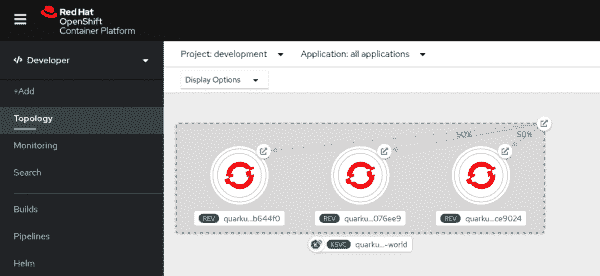 Red Hat
OpenShift
Container Platform
Developer
Project: development
Application: all applications
Display Options
+Add
Topology
Monitoring
Search
Builds
Pipelines
Helm
50%
50%
REV quarku...b644f0
REV quarku...076ee9
REV quarku...ce9024
KSVC quarku...-world